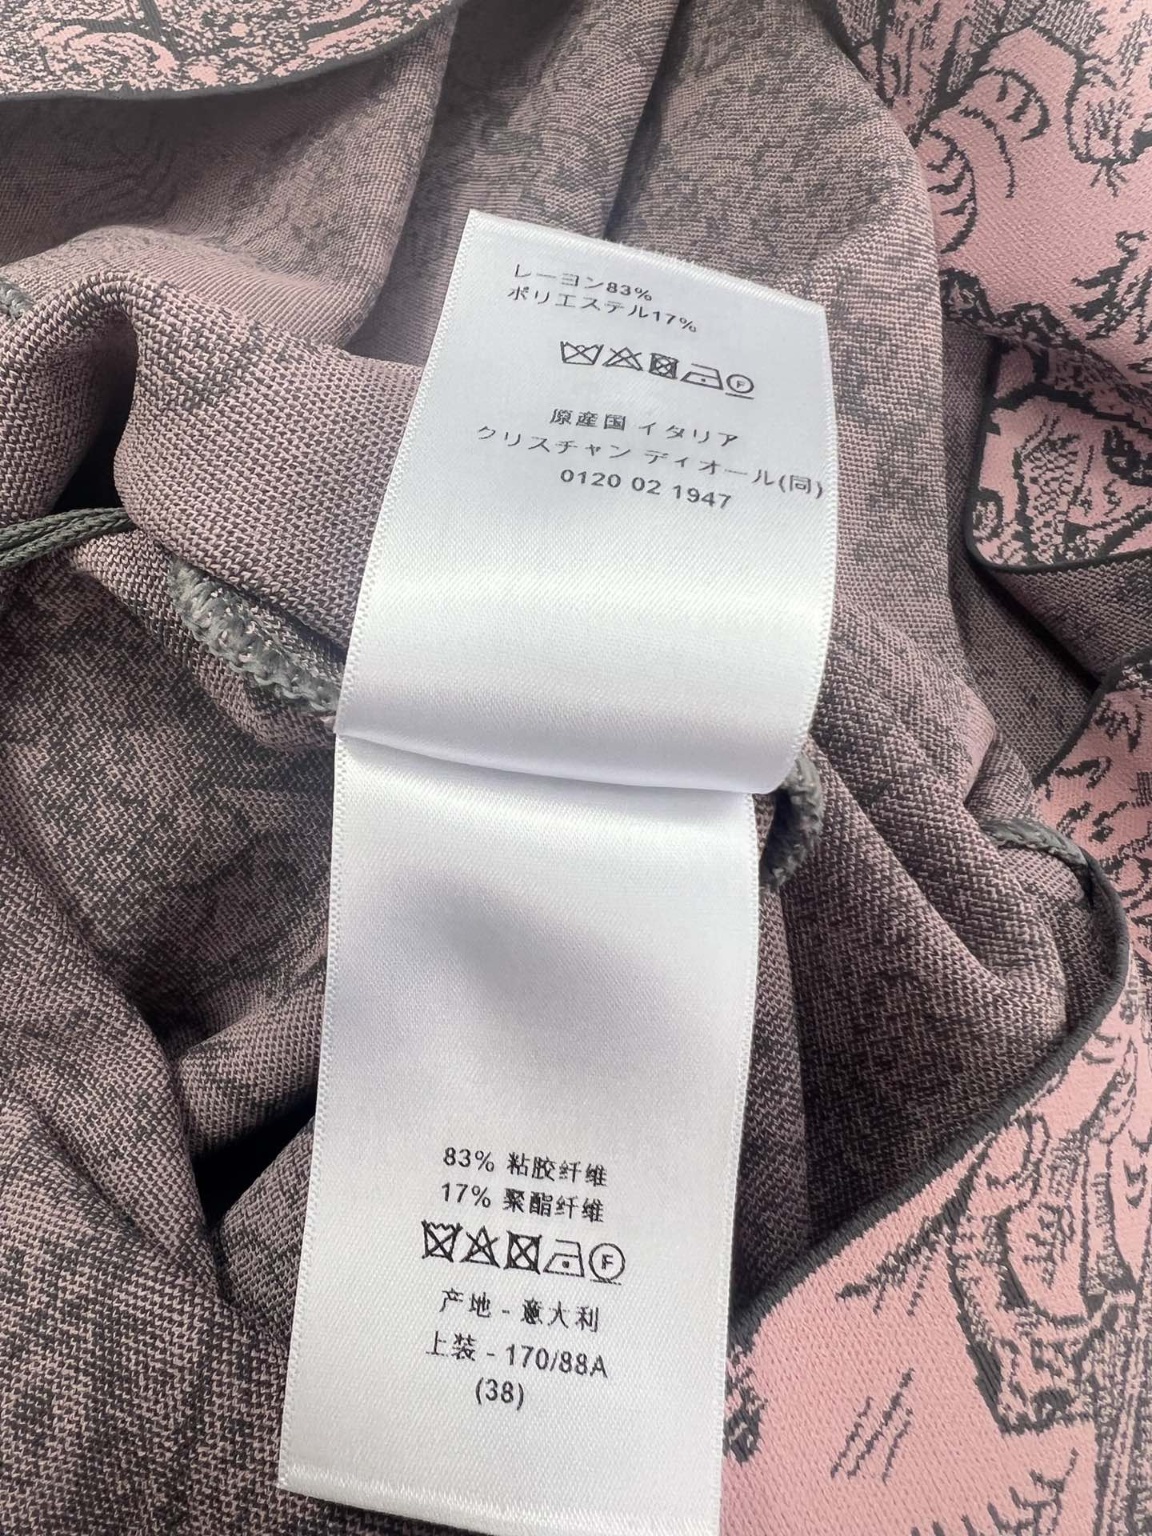 レーヨン83%
ポリエステル17%
F
原産国 イタリア
クリスチャン ディオール(同)
0120 02 1947
83% 粘胶纤维
17% 聚酯纤维
F
产地 - 意大利
上装 - 170/88A
(38)